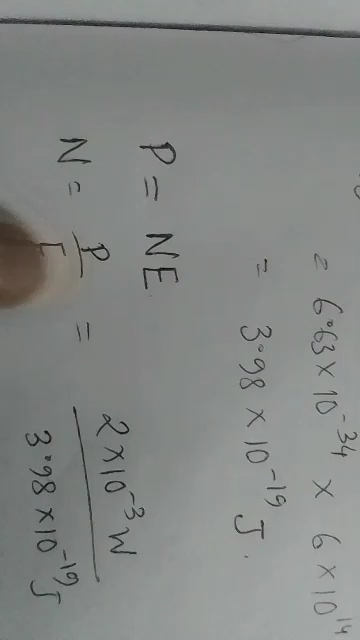 = 6.63 × 10⁻³⁴ × 6 × 10¹⁴
= 3.98 × 10⁻¹⁹ J.
P = NE
N = P/E = 2 × 10⁻³ W / 3.98 × 10⁻¹⁹ J